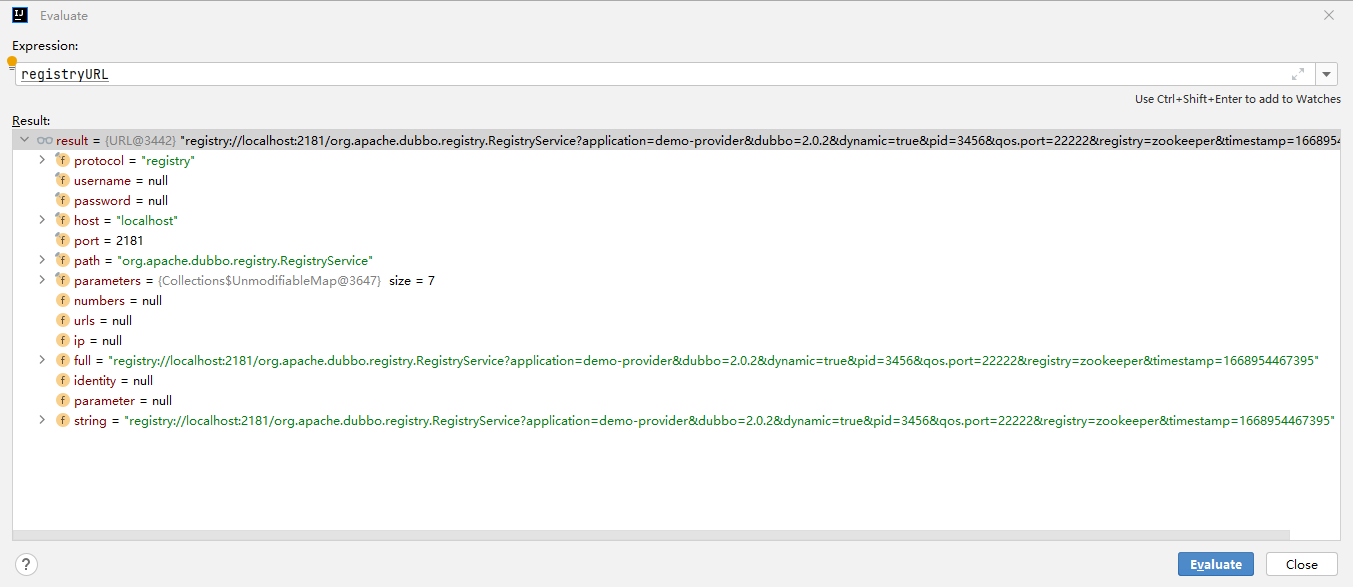 Evaluate
Expression:
registryURL
Use Ctrl+Shift+Enter to add to Watches
Result:
result = {URL@3442} "registry://localhost:2181/org.apache.dubbo.registry.RegistryService?application=demo-provider&dubbo=2.0.2&dynamic=true&pid=3456&qos.port=22222&registry=zookeeper&timestamp=1668954
protocol = "registry"
username = null
password = null
host = "localhost"
port = 2181
path = "org.apache.dubbo.registry.RegistryService"
parameters = {Collections$UnmodifiableMap@3647} size = 7
numbers = null
urls = null
ip = null
full = "registry://localhost:2181/org.apache.dubbo.registry.RegistryService?application=demo-provider&dubbo=2.0.2&dynamic=true&pid=3456&qos.port=22222&registry=zookeeper&timestamp=1668954467395"
identity = null
parameter = null
string = "registry://localhost:2181/org.apache.dubbo.registry.RegistryService?application=demo-provider&dubbo=2.0.2&dynamic=true&pid=3456&qos.port=22222&registry=zookeeper&timestamp=1668954467395"
? Evaluate Close